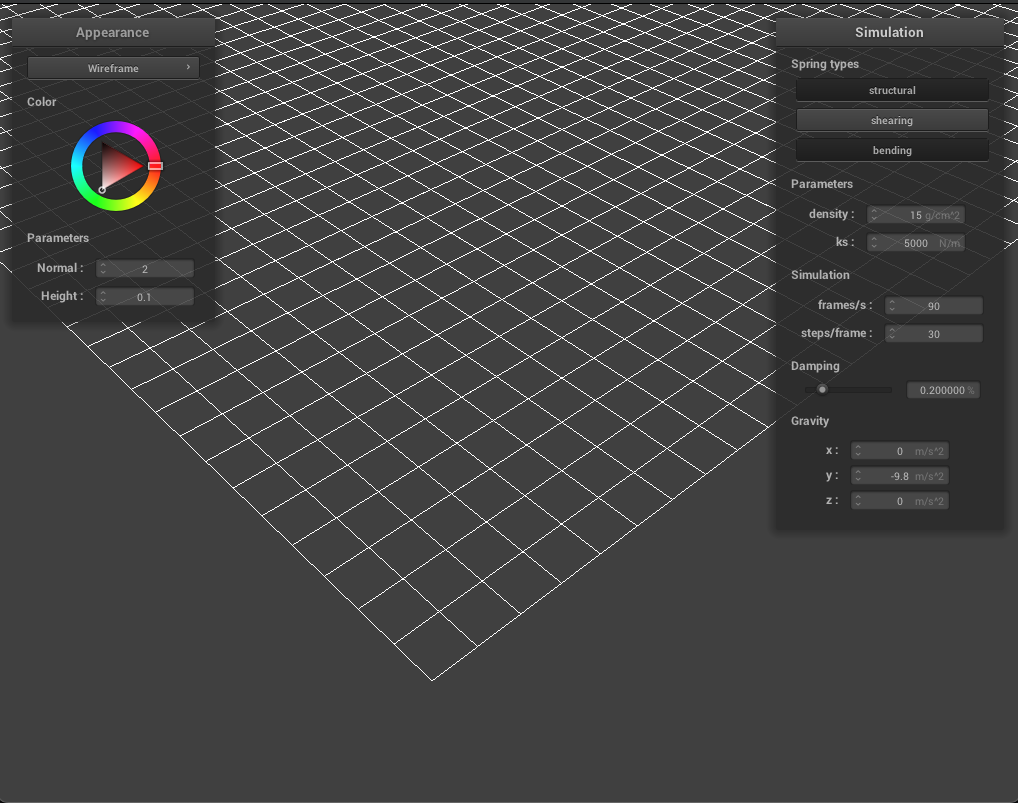 Appearance
Wireframe
Color
Parameters
Normal : 2
Height : 0.1
Simulation
Spring types
structural
shearing
bending
Parameters
density : 15 g/cm^2
ks : 5000 N/m
Simulation
frames/s : 90
steps/frame : 30
Damping
0.200000 %
Gravity
x : 0 m/s^2
y : -9.8 m/s^2
z : 0 m/s^2